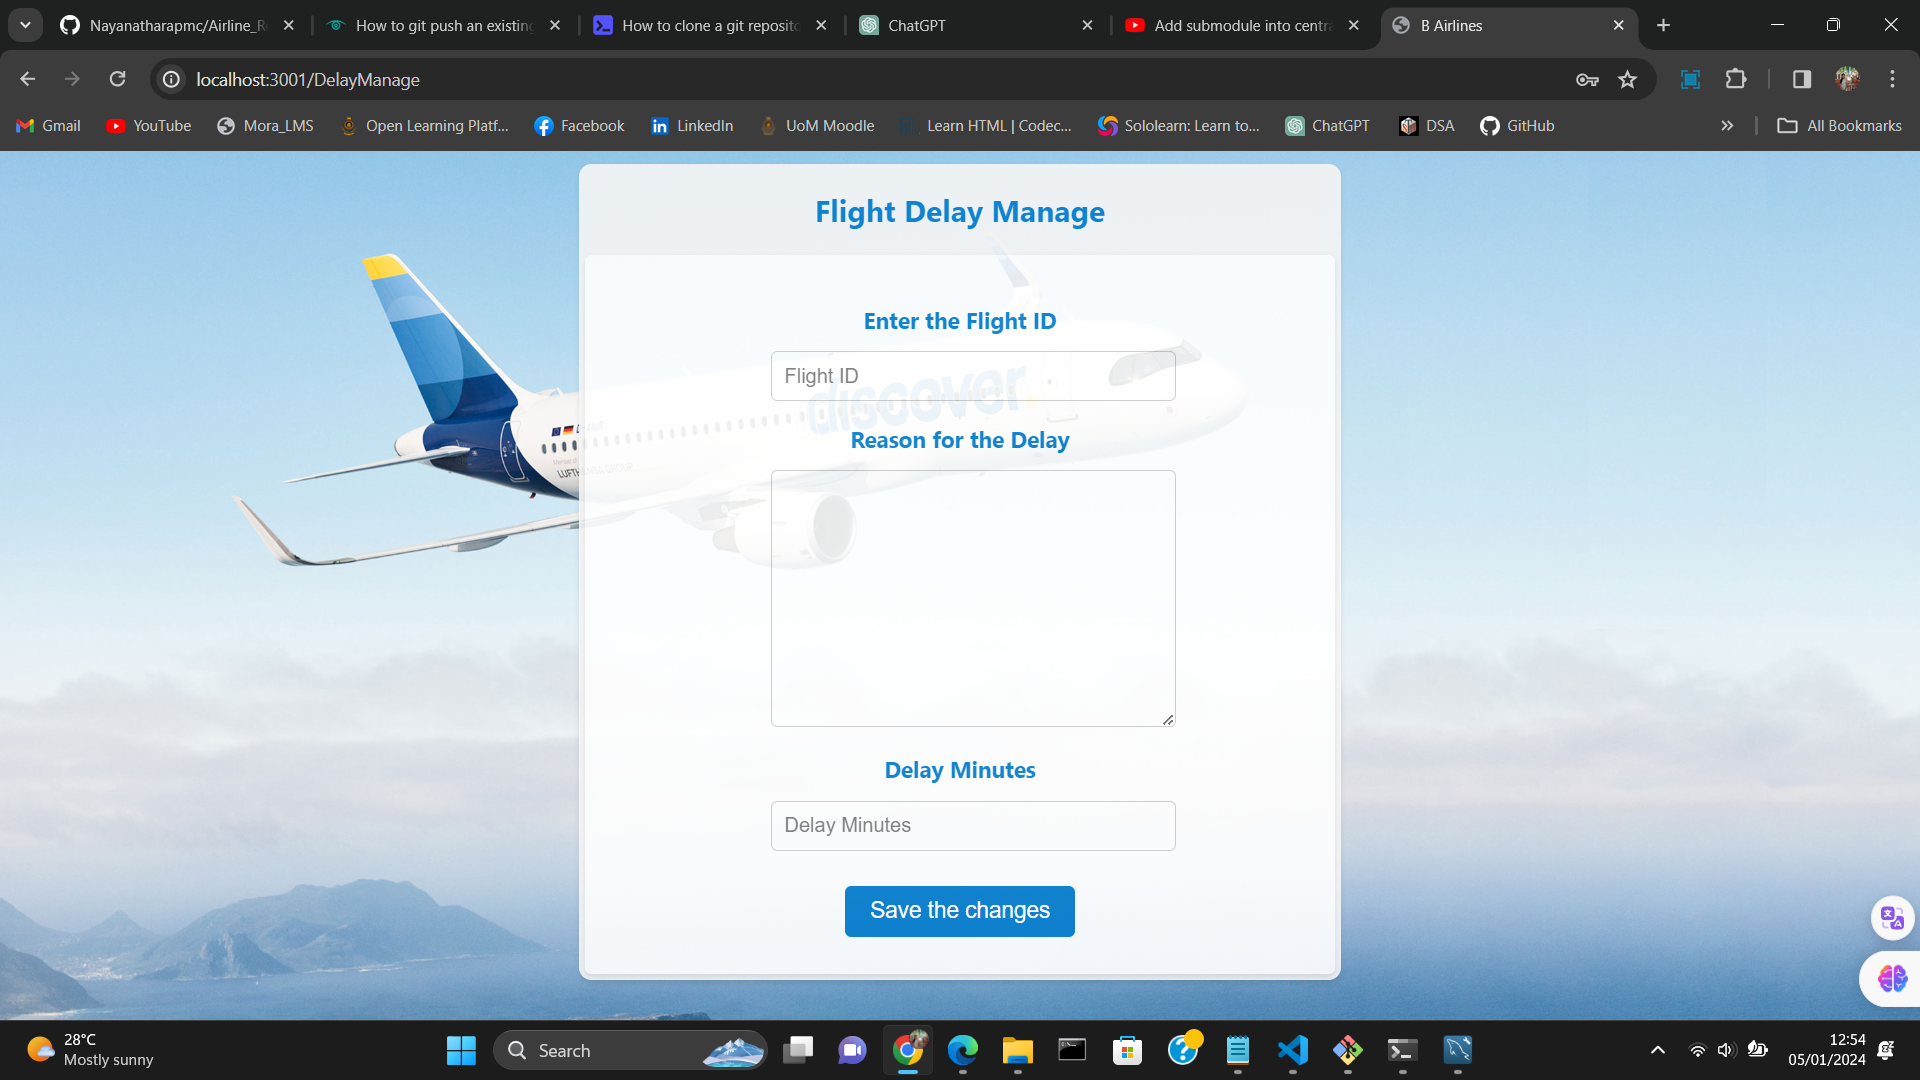 Nayanatharapmc/Airline_R
How to git push an existing
How to clone a git reposito
ChatGPT
Add submodule into centra
B Airlines
localhost:3001/DelayManage
Gmail
YouTube
Mora_LMS
Open Learning Platf...
Facebook
LinkedIn
UoM Moodle
Learn HTML | Codec...
Sololearn: Learn to...
ChatGPT
DSA
GitHub
All Bookmarks
Flight Delay Manage
Enter the Flight ID
Flight ID
discover
Reason for the Delay
Delay Minutes
Delay Minutes
Save the changes
28°C
Mostly sunny
Search
12:54
05/01/2024